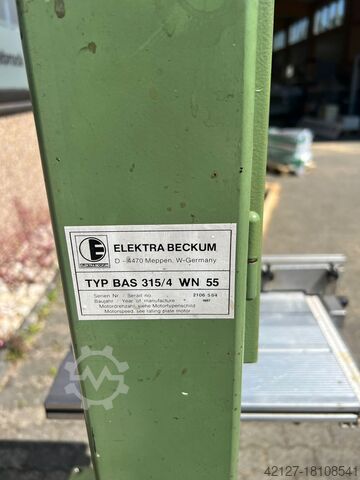 ELEKTRA BECKUM
D - 4470 Meppen, W-Germany
TYP BAS 315/4 WN 55
Serien Nr. / Serial no. 2106 564
Baujahr / Year of manufacture
Motordrehzahl, siehe Motortypenschild
Motorspeed, see rating plate motor
42127-18108541